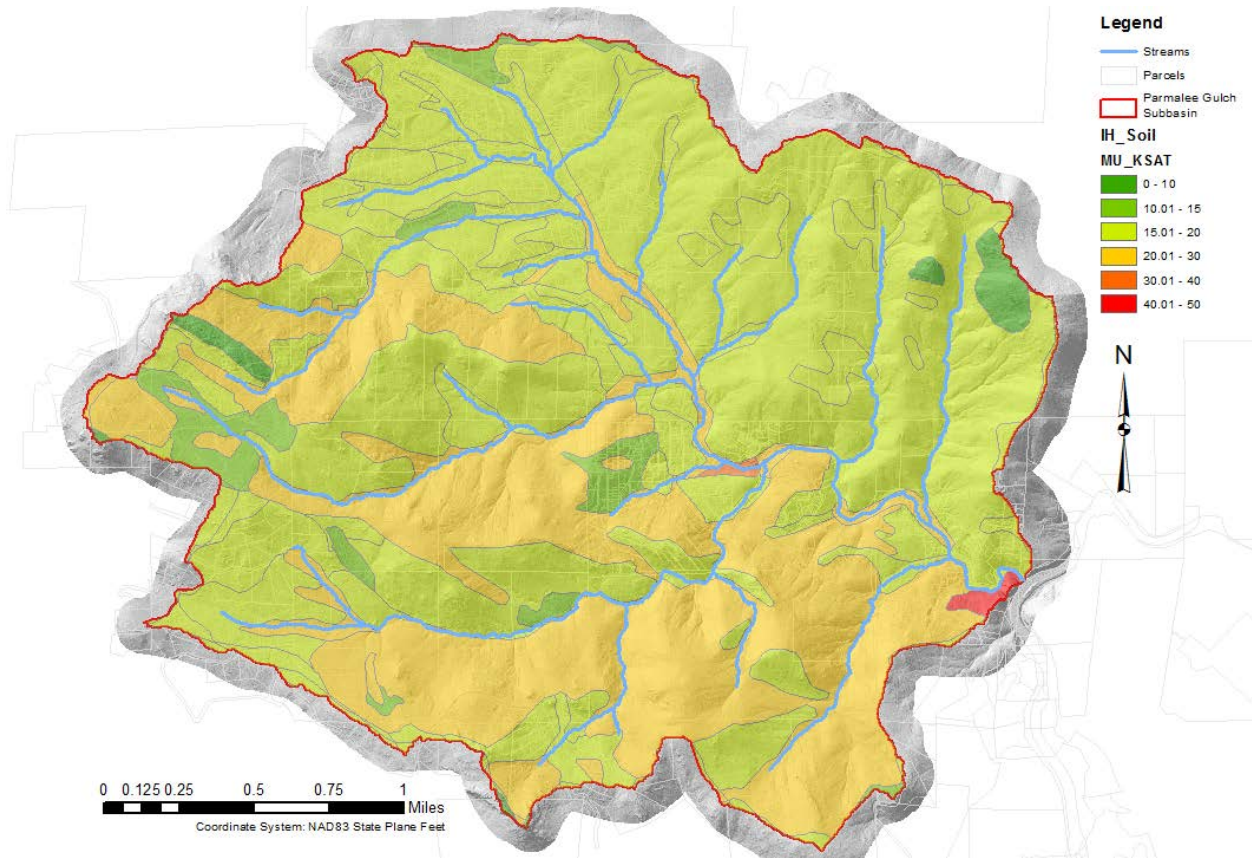 Legend
Streams
Parcels
Parmalee Gulch
Subbasin
IH_Soil
MU_KSAT
0 - 10
10.01 - 15
15.01 - 20
20.01 - 30
30.01 - 40
40.01 - 50
N
0 0.125 0.25 0.5 0.75 1
Miles
Coordinate System: NAD83 State Plane Feet